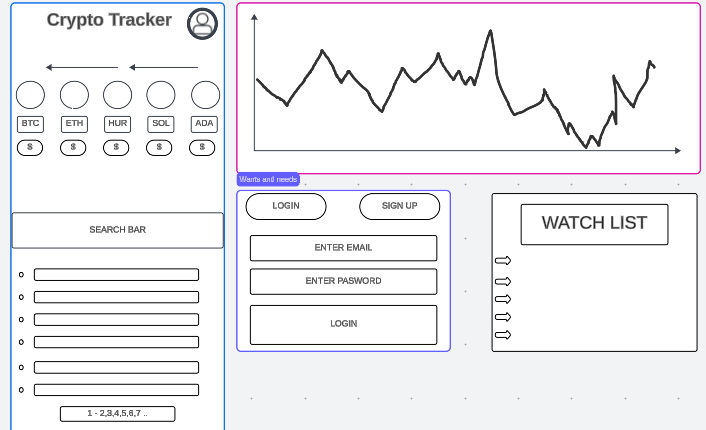 Crypto Tracker
BTC ETH HUR SOL ADA
$ $ $ $ $
SEARCH BAR
1 - 2,3,4,5,6,7 ..
Wants and needs
LOGIN SIGN UP
ENTER EMAIL
ENTER PASWORD
LOGIN
WATCH LIST